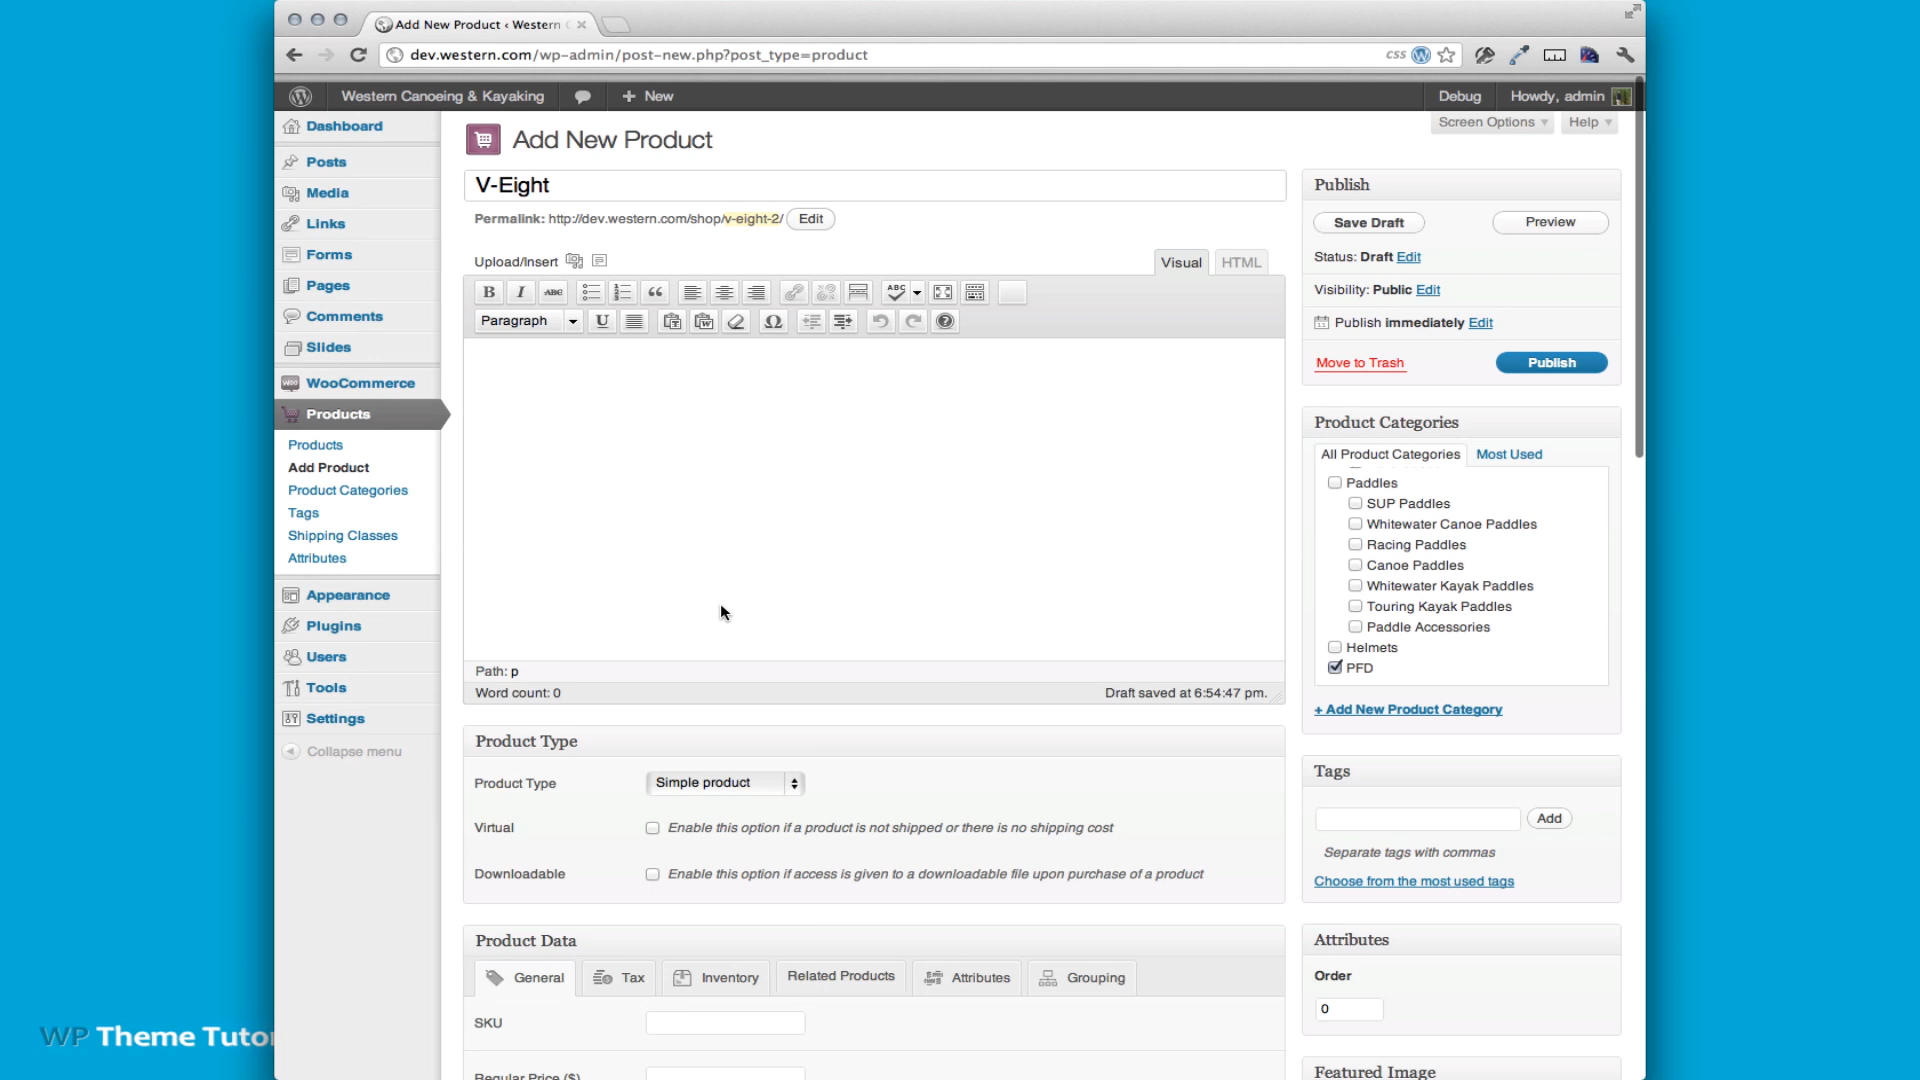 Add New Product ‹ Western C
dev.western.com/wp-admin/post-new.php?post_type=product
css
Western Canoeing & Kayaking
New
Debug
Howdy, admin
Screen Options
Help
Dashboard
Posts
Media
Links
Forms
Pages
Comments
Slides
WooCommerce
Products
Products
Add Product
Product Categories
Tags
Shipping Classes
Attributes
Appearance
Plugins
Users
Tools
Settings
Collapse menu
Add New Product
V-Eight
Permalink: http://dev.western.com/shop/v-eight-2/ Edit
Upload/Insert
Visual HTML
B I ABC ABC
Paragraph U
Path: p
Word count: 0
Draft saved at 6:54:47 pm.
Product Type
Product Type Simple product
Virtual Enable this option if a product is not shipped or there is no shipping cost
Downloadable Enable this option if access is given to a downloadable file upon purchase of a product
Product Data
General Tax Inventory Related Products Attributes Grouping
SKU
Regular Price ($)
Publish
Save Draft Preview
Status: Draft Edit
Visibility: Public Edit
Publish immediately Edit
Move to Trash Publish
Product Categories
All Product Categories Most Used
Paddles
SUP Paddles
Whitewater Canoe Paddles
Racing Paddles
Canoe Paddles
Whitewater Kayak Paddles
Touring Kayak Paddles
Paddle Accessories
Helmets
PFD
+ Add New Product Category
Tags
Add
Separate tags with commas
Choose from the most used tags
Attributes
Order
0
Featured Image
WP Theme Tutor